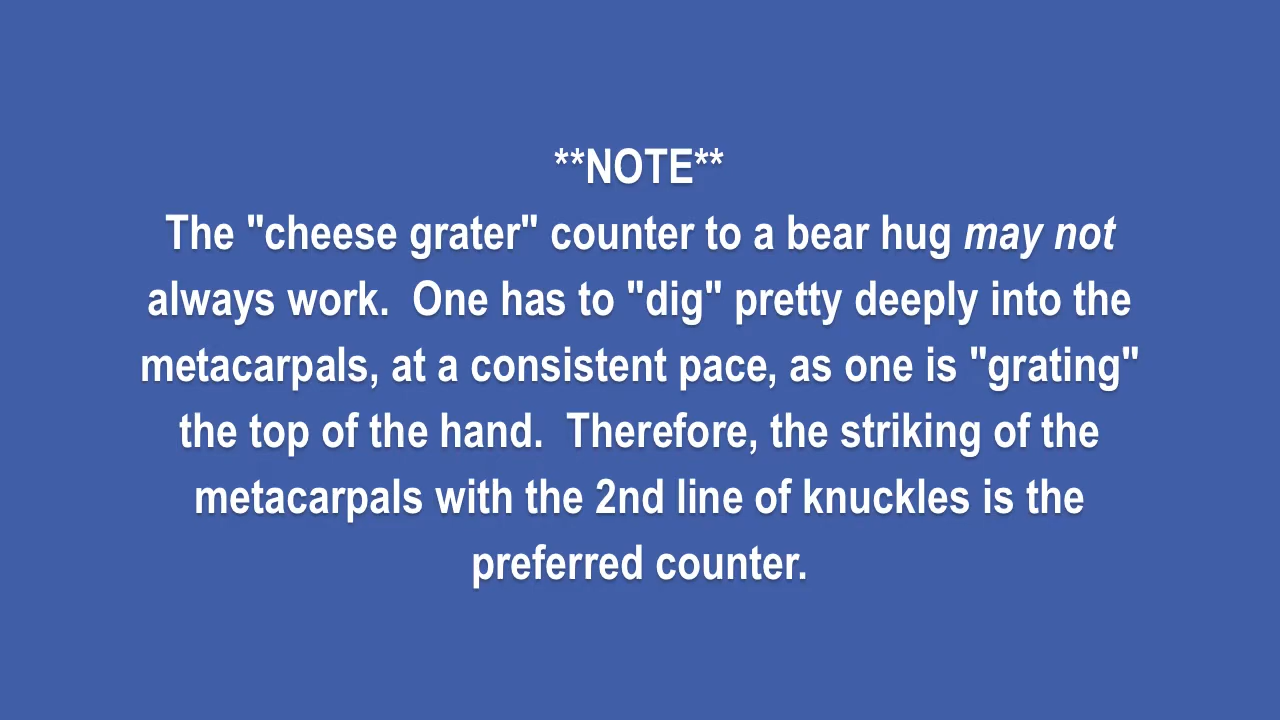 **NOTE**
The "cheese grater" counter to a bear hug may not
always work.  One has to "dig" pretty deeply into the
metacarpals, at a consistent pace, as one is "grating"
the top of the hand.  Therefore, the striking of the
metacarpals with the 2nd line of knuckles is the
preferred counter.